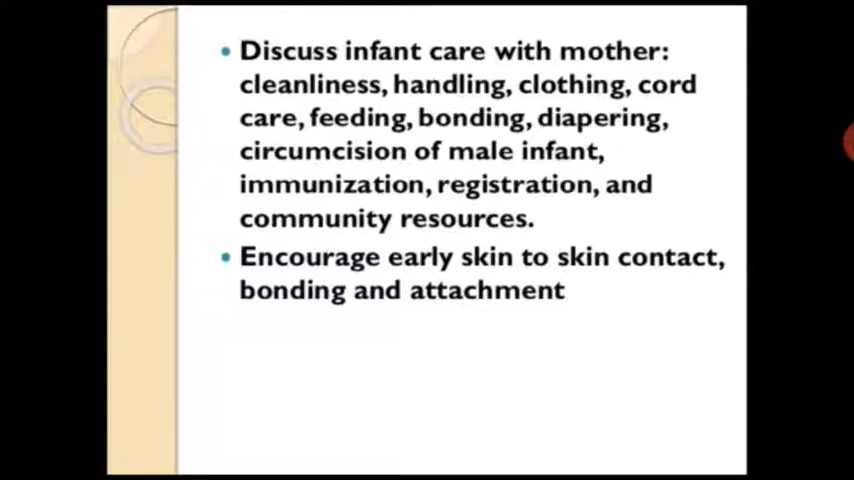 • Discuss infant care with mother:
cleanliness, handling, clothing, cord
care, feeding, bonding, diapering,
circumcision of male infant,
immunization, registration, and
community resources.
• Encourage early skin to skin contact,
bonding and attachment